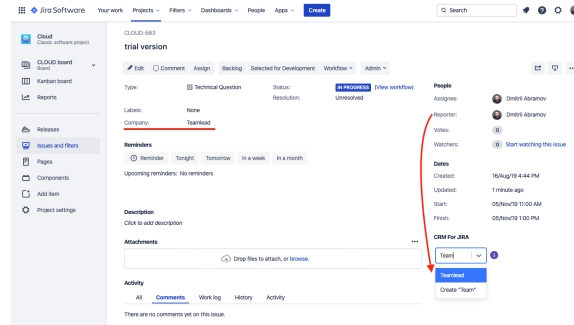 Jira Software Your work Projects Filters Dashboards People Apps Create Search
Cloud
Classic software project
CLOUD board
Board
Kanban board
Reports
Releases
Issues and filters
Pages
Components
Add item
Project settings
CLOUD-583
trial version
Edit Comment Assign Backlog Selected for Development Workflow Admin
Type: Technical Question Status: IN PROGRESS (View workflow)
Resolution: Unresolved
Labels: None
Company: Teamlead
Reminders
Reminder Tonight Tomorrow In a week In a month
Upcoming reminders: No reminders
Description
Click to add description
Attachments
Drop files to attach, or browse.
Activity
All Comments Work log History Activity
There are no comments yet on this issue.
People
Assignee: Dmitrii Abramov
Reporter: Dmitrii Abramov
Votes: 0
Watchers: 0 Start watching this issue
Dates
Created: 16/Aug/19 4:44 PM
Updated: 1 minute ago
Start: 05/Nov/19 11:00 AM
Finish: 05/Nov/19 1:00 PM
CRM For JIRA
Team
Teamlead
Create "Team"